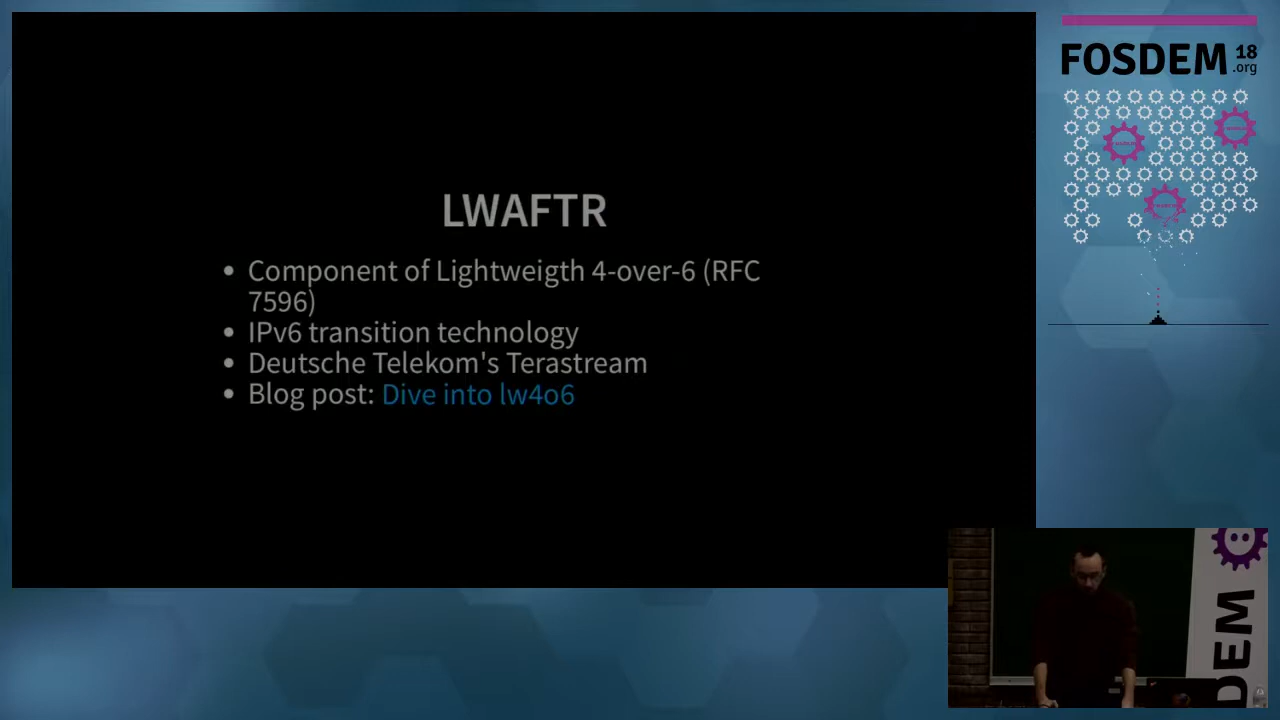 LWAFTR
Component of Lightweigth 4-over-6 (RFC
7596)
IPv6 transition technology
Deutsche Telekom's Terastream
Blog post: Dive into lw4o6
FOSDEM 18
.org
DEM